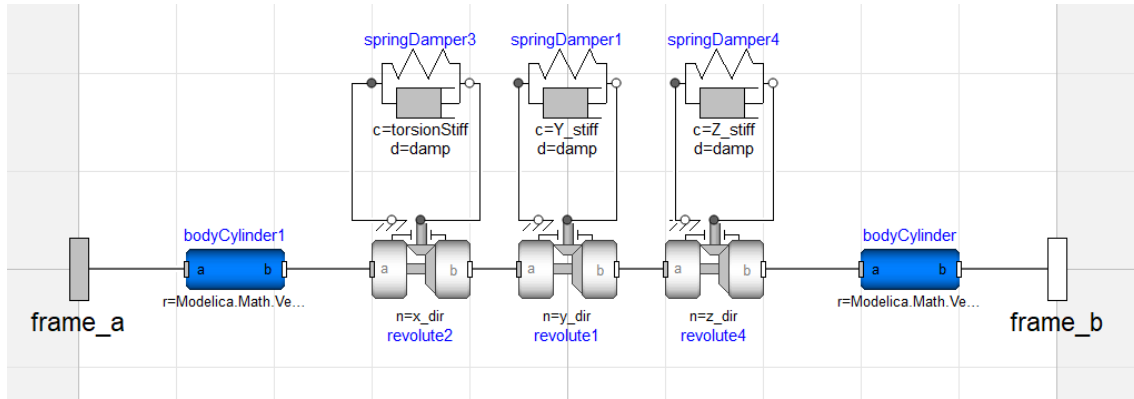 springDamper3
springDamper1
springDamper4
c=torsionStiff
d=damp
c=Y_stiff
d=damp
c=Z_stiff
d=damp
bodyCylinder1
bodyCylinder
a
b
a
b
a
b
a
b
a
b
r=Modelica.Math.Ve...
r=Modelica.Math.Ve...
frame_a
n=x_dir
revolute2
n=y_dir
revolute1
n=z_dir
revolute4
frame_b